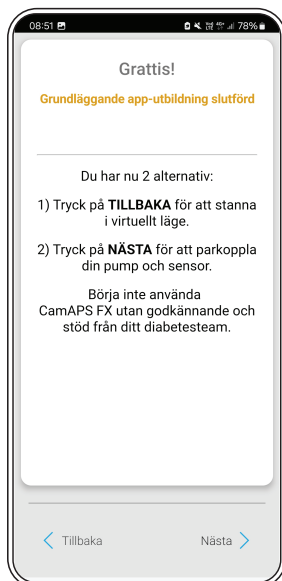 08:51 78%
Grattis!
Grundläggande app-utbildning slutförd
Du har nu 2 alternativ:
1) Tryck på TILLBAKA för att stanna
i virtuellt läge.
2) Tryck på NÄSTA för att parkoppla
din pump och sensor.
Börja inte använda
CamAPS FX utan godkännande och
stöd från ditt diabetesteam.
Tillbaka Nästa